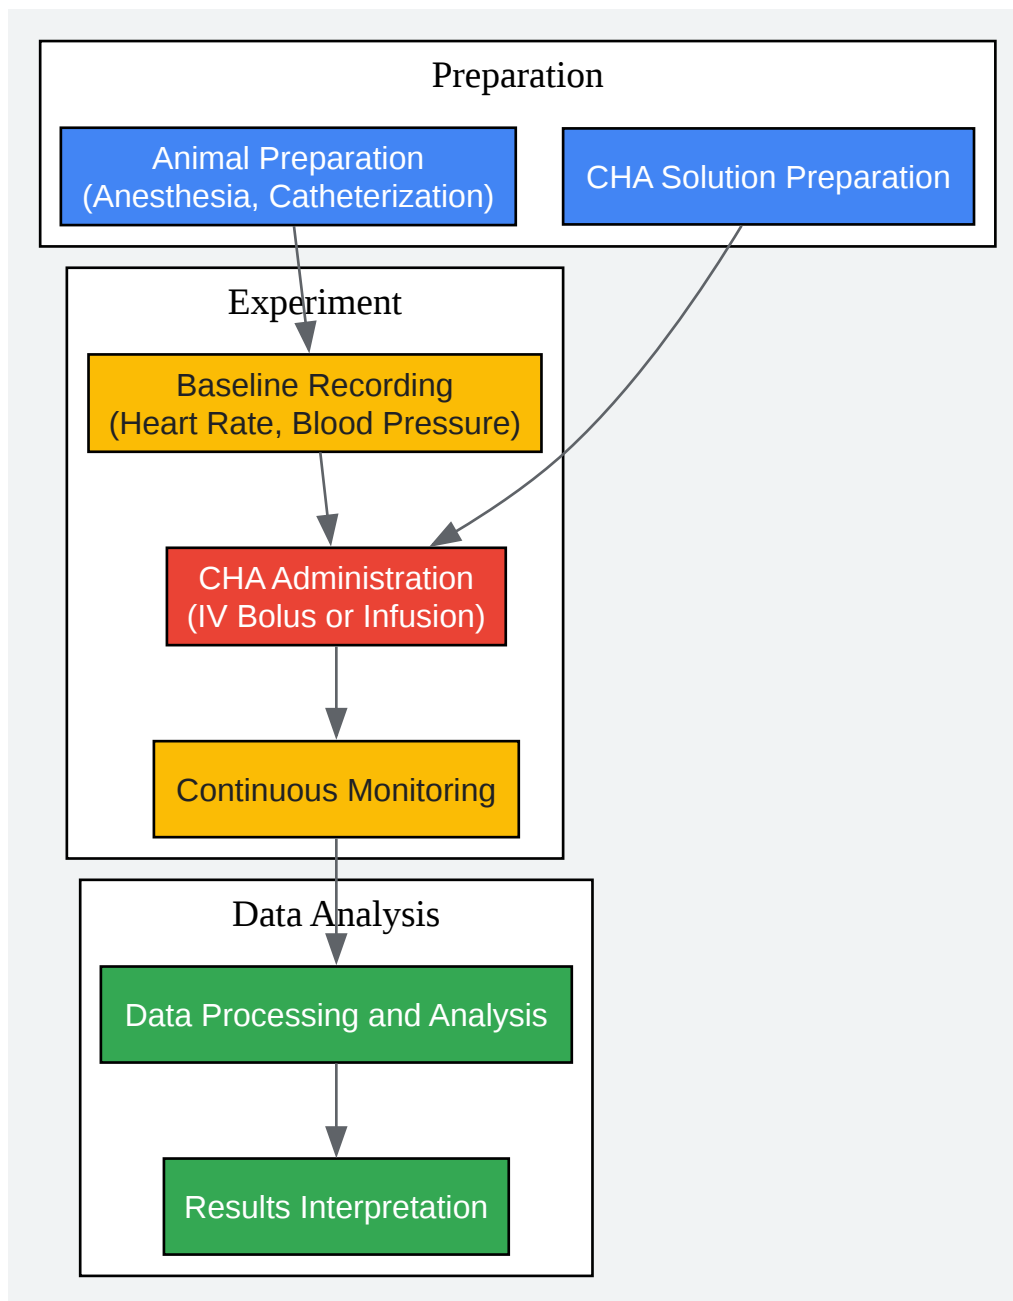 Preparation
Animal Preparation
(Anesthesia, Catheterization)
CHA Solution Preparation
Experiment
Baseline Recording
(Heart Rate, Blood Pressure)
CHA Administration
(IV Bolus or Infusion)
Continuous Monitoring
Data Analysis
Data Processing and Analysis
Results Interpretation